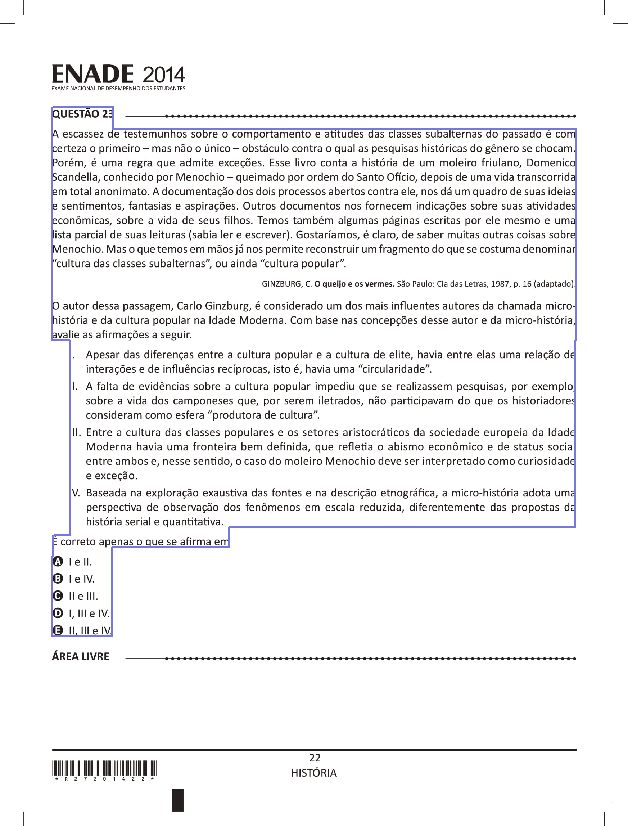 ENADE 2014
EXAME NACIONAL DE DESEMPENHO DOS ESTUDANTES
QUESTÃO 23
A escassez de testemunhos sobre o comportamento e atitudes das classes subalternas do passado é com
certeza o primeiro – mas não o único – obstáculo contra o qual as pesquisas históricas do gênero se chocam.
Porém, é uma regra que admite exceções. Esse livro conta a história de um moleiro friulano, Domenico
Scandella, conhecido por Menochio – queimado por ordem do Santo Ofício, depois de uma vida transcorrida
em total anonimato. A documentação dos dois processos abertos contra ele, nos dá um quadro de suas ideias
e sentimentos, fantasias e aspirações. Outros documentos nos fornecem indicações sobre suas atividades
econômicas, sobre a vida de seus filhos. Temos também algumas páginas escritas por ele mesmo e uma
lista parcial de suas leituras (sabia ler e escrever). Gostaríamos, é claro, de saber muitas outras coisas sobre
Menochio. Mas o que temos em mãos já nos permite reconstruir um fragmento do que se costuma denominar
“cultura das classes subalternas”, ou ainda “cultura popular”.
GINZBURG, C. O queijo e os vermes. São Paulo: Cia das Letras, 1987, p. 16 (adaptado).
O autor dessa passagem, Carlo Ginzburg, é considerado um dos mais influentes autores da chamada micro-
história e da cultura popular na Idade Moderna. Com base nas concepções desse autor e da micro-história,
avalie as afirmações a seguir.
I. Apesar das diferenças entre a cultura popular e a cultura de elite, havia entre elas uma relação de
interações e de influências recíprocas, isto é, havia uma “circularidade”.
II. A falta de evidências sobre a cultura popular impediu que se realizassem pesquisas, por exemplo,
sobre a vida dos camponeses que, por serem iletrados, não participavam do que os historiadores
consideram como esfera “produtora de cultura”.
III. Entre a cultura das classes populares e os setores aristocráticos da sociedade europeia da Idade
Moderna havia uma fronteira bem definida, que refletia o abismo econômico e de status social
entre ambos e, nesse sentido, o caso do moleiro Menochio deve ser interpretado como curiosidade
e exceção.
IV. Baseada na exploração exaustiva das fontes e na descrição etnográfica, a micro-história adota uma
perspectiva de observação dos fenômenos em escala reduzida, diferentemente das propostas da
história serial e quantitativa.
É correto apenas o que se afirma em
A I e II.
B I e IV.
C II e III.
D I, III e IV.
E II, III e IV.
ÁREA LIVRE
22
HISTÓRIA
*R27201422*